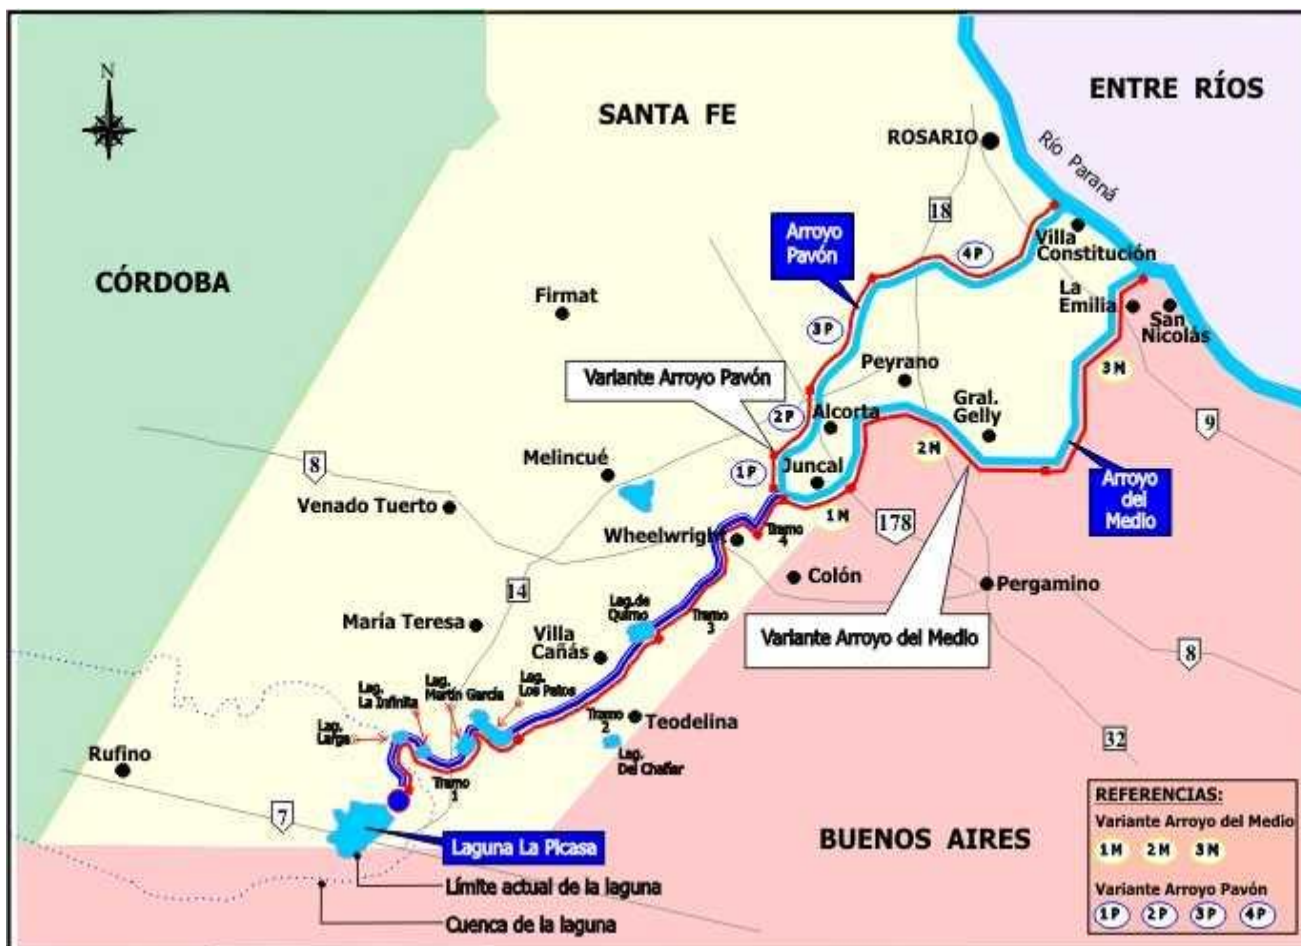 N
SANTA FE
ENTRE RÍOS
ROSARIO
Río Paraná
18
Arroyo
Pavón
4P
Villa
Constitución
CÓRDOBA
La
Emilia
San
Nicolás
Firmat
3P
Peyrano
3M
Variante Arroyo Pavón
2P
Alcorta
Gral.
Gelly
9
2M
8
Melincué
1P
Juncal
Arroyo
del
Medio
Venado Tuerto
1M
178
Wheelwright
Tramo
4
Colón
Pergamino
14
Lag.de
Quirno
Tramo
3
María Teresa
Villa
Cañás
Variante Arroyo del Medio
8
Lag.
La Infinita
Lag.
Martín García
Lag.
Los Patos
Lag.
Larga
Tramo
2
Teodelina
32
Rufino
Lag.
Del Chañar
Tramo
1
7
Laguna La Picasa
BUENOS AIRES
Límite actual de la laguna
Cuenca de la laguna
REFERENCIAS:
Variante Arroyo del Medio
1M 2M 3M
Variante Arroyo Pavón
1P 2P 3P 4P